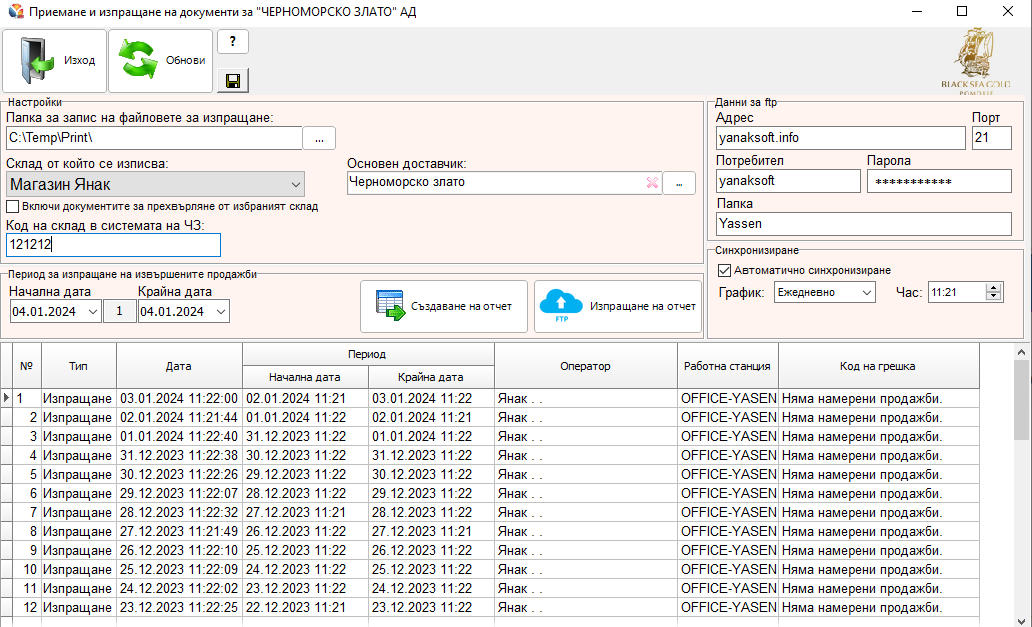 Приемане и изпращане на документи за "ЧЕРНОМОРСКО ЗЛАТО" АД
Изход
Обнови
?
BLACK SEA GOLD
POMORIE
Настройки
Папка за запис на файловете за изпращане:
C:\Temp\Print\
...
Склад от който се изписва:
Магазин Янак
Основен доставчик:
Черноморско злато
...
Включи документите за прехвърляне от избраният склад
Код на склад в системата на ЧЗ:
121212
Данни за ftp
Адрес Порт
yanaksoft.info 21
Потребител Парола
yanaksoft ***********
Папка
Yassen
Синхронизиране
Автоматично синхронизиране
График: Ежедневно Час: 11:21
Период за изпращане на извършените продажби
Начална дата Крайна дата
04.01.2024 1 04.01.2024
Създаване на отчет
FTP
Изпращане на отчет
№ Тип Дата Период Оператор Работна станция Код на грешка
Начална дата Крайна дата
1 Изпращане 03.01.2024 11:22:00 02.01.2024 11:21 03.01.2024 11:22 Янак . . OFFICE-YASEN Няма намерени продажби.
2 Изпращане 02.01.2024 11:21:44 01.01.2024 11:22 02.01.2024 11:21 Янак . . OFFICE-YASEN Няма намерени продажби.
3 Изпращане 01.01.2024 11:22:40 31.12.2023 11:22 01.01.2024 11:22 Янак . . OFFICE-YASEN Няма намерени продажби.
4 Изпращане 31.12.2023 11:22:38 30.12.2023 11:22 31.12.2023 11:22 Янак . . OFFICE-YASEN Няма намерени продажби.
5 Изпращане 30.12.2023 11:22:26 29.12.2023 11:22 30.12.2023 11:22 Янак . . OFFICE-YASEN Няма намерени продажби.
6 Изпращане 29.12.2023 11:22:07 28.12.2023 11:22 29.12.2023 11:22 Янак . . OFFICE-YASEN Няма намерени продажби.
7 Изпращане 28.12.2023 11:22:32 27.12.2023 11:21 28.12.2023 11:22 Янак . . OFFICE-YASEN Няма намерени продажби.
8 Изпращане 27.12.2023 11:21:49 26.12.2023 11:22 27.12.2023 11:21 Янак . . OFFICE-YASEN Няма намерени продажби.
9 Изпращане 26.12.2023 11:22:10 25.12.2023 11:22 26.12.2023 11:22 Янак . . OFFICE-YASEN Няма намерени продажби.
10 Изпращане 25.12.2023 11:22:09 24.12.2023 11:22 25.12.2023 11:22 Янак . . OFFICE-YASEN Няма намерени продажби.
11 Изпращане 24.12.2023 11:22:02 23.12.2023 11:22 24.12.2023 11:22 Янак . . OFFICE-YASEN Няма намерени продажби.
12 Изпращане 23.12.2023 11:22:25 22.12.2023 11:21 23.12.2023 11:22 Янак . . OFFICE-YASEN Няма намерени продажби.